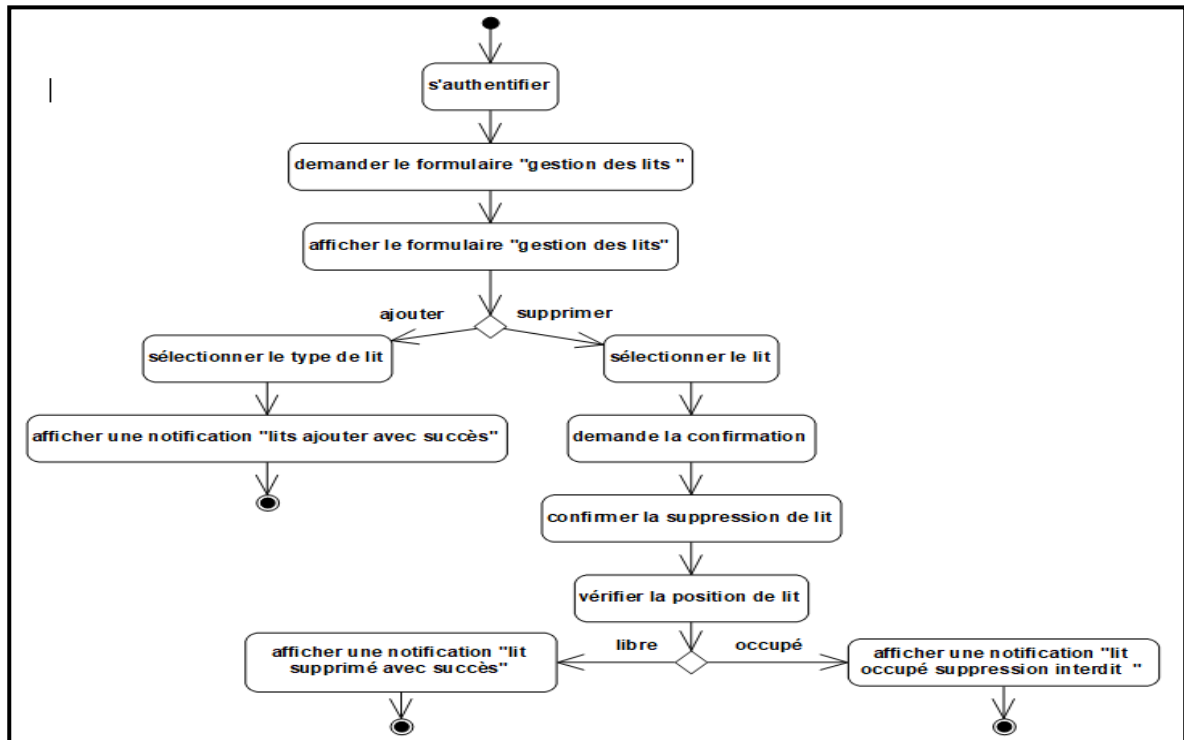 s'authentifier
demander le formulaire "gestion des lits "
afficher le formulaire "gestion des lits"
ajouter
supprimer
sélectionner le type de lit
sélectionner le lit
afficher une notification "lits ajouter avec succès"
demande la confirmation
confirmer la suppression de lit
vérifier la position de lit
libre
occupé
afficher une notification "lit
supprimé avec succès"
afficher une notification "lit
occupé suppression interdit "